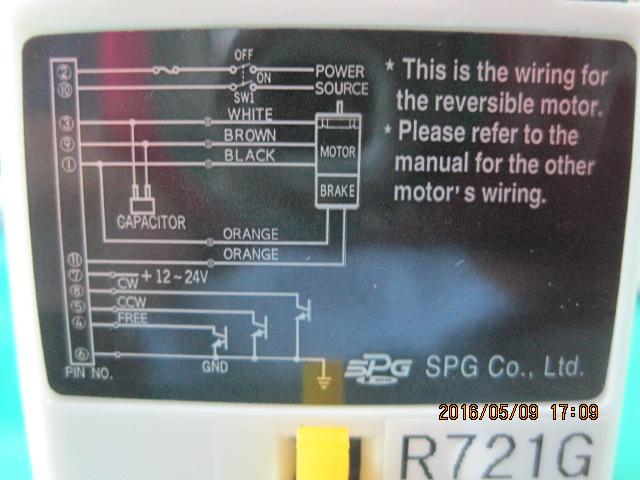 OFF
② ON POWER
⑩ SOURCE
SW1
③ WHITE
⑨ BROWN MOTOR
① BLACK
BRAKE
CAPACITOR
ORANGE
⑪ ORANGE
⑦ + 12~24V
⑧ CW
⑤ CCW
④ FREE
⑥ GND
PIN NO.
* This is the wiring for
the reversible motor.
* Please refer to the
manual for the other
motor's wiring.
SPG SPG Co., Ltd.
MOTOR
2016/05/09 17:09
R721G